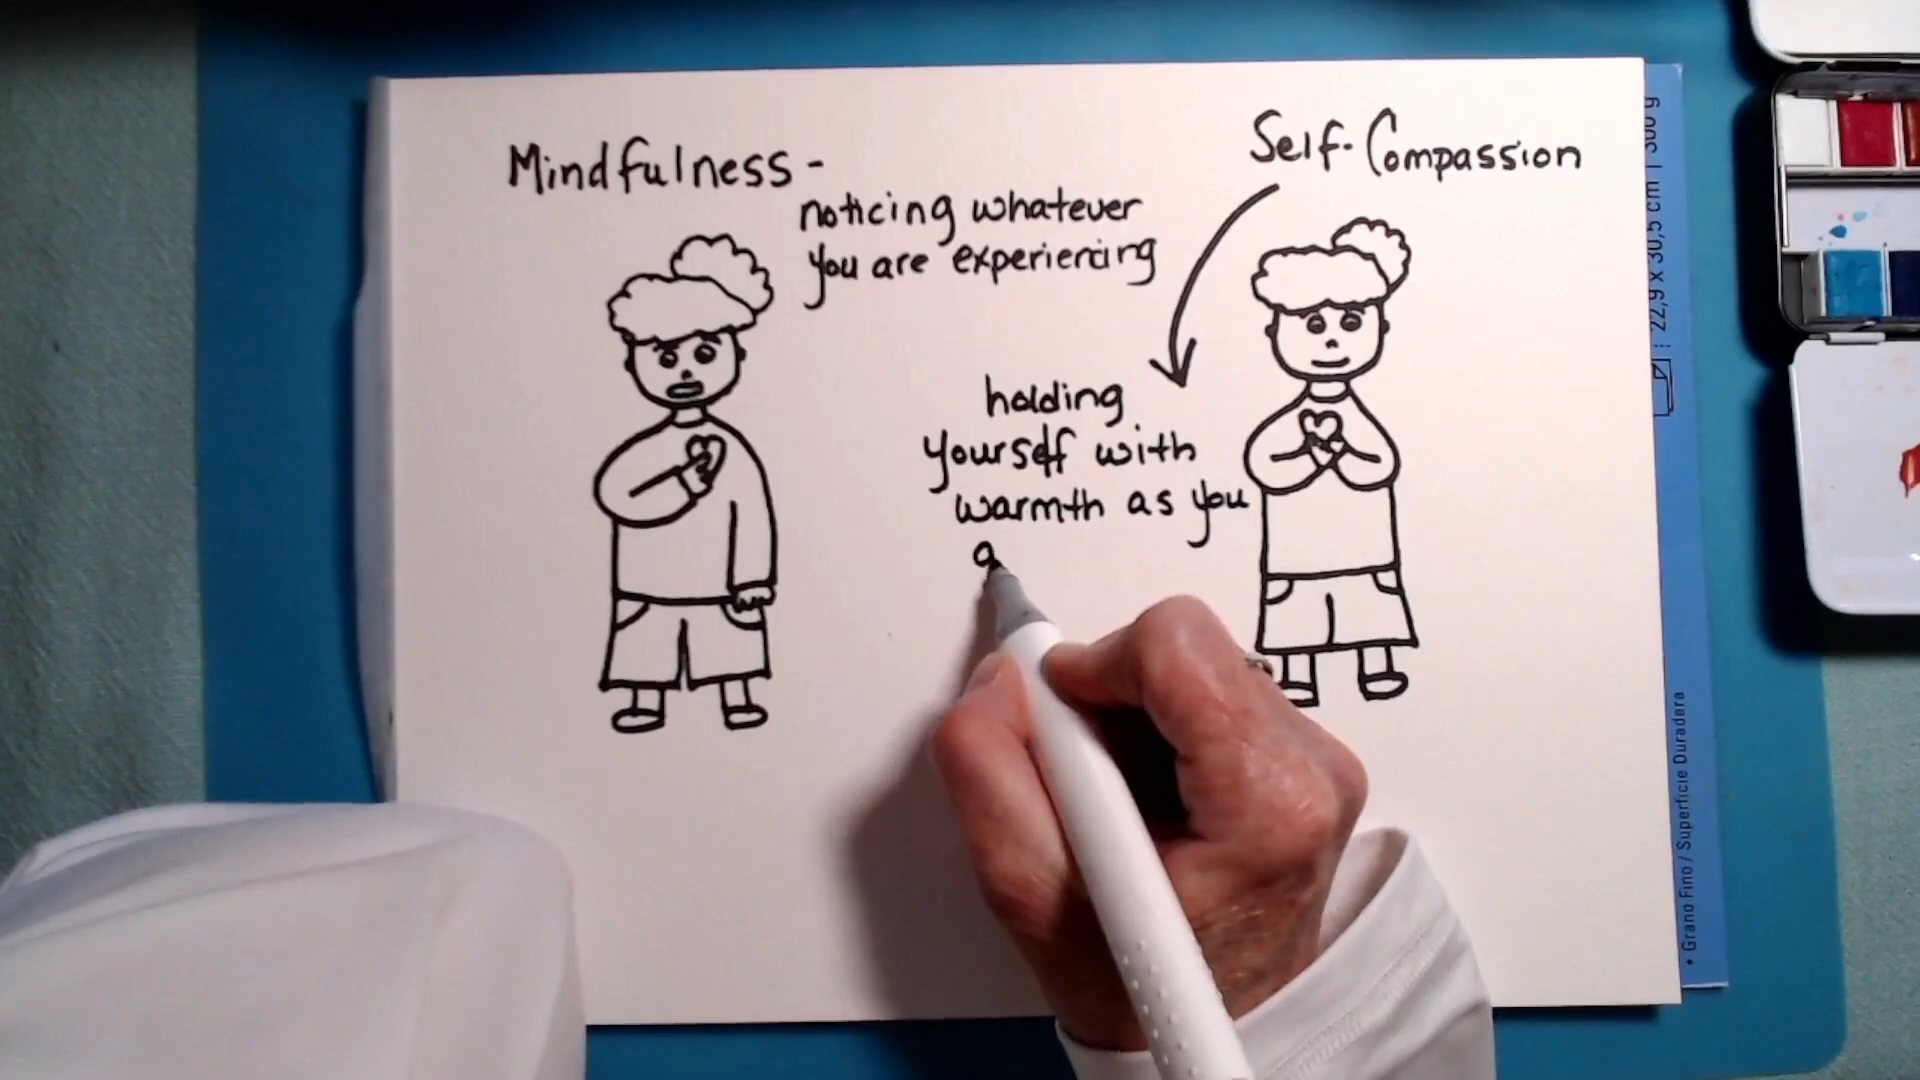 Mindfulness -
noticing whatever
you are experiencing
Self-Compassion
holding
yourself with
warmth as you
a
22,9 x 30,5 cm | 300 g
• Grano Fino / Superficie Duradera